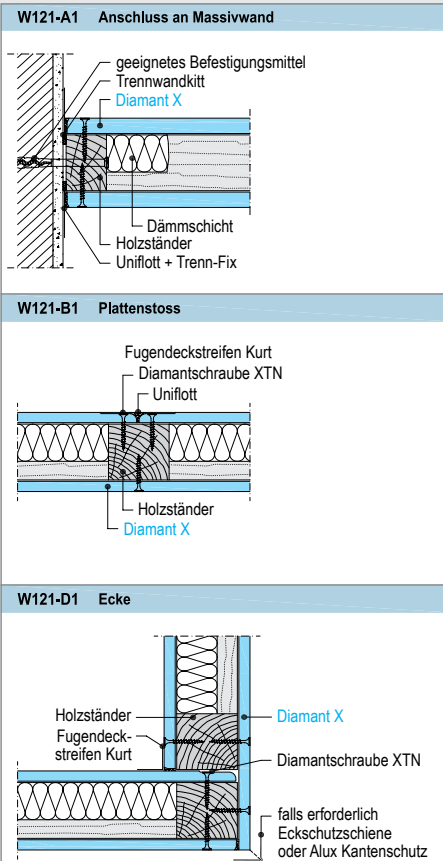 W121-A1 Anschluss an Massivwand
geeignetes Befestigungsmittel
Trennwandkitt
Diamant X
Dämmschicht
Holzständer
Uniflott + Trenn-Fix
W121-B1 Plattenstoss
Fugendeckstreifen Kurt
Diamantschraube XTN
Uniflott
Holzständer
Diamant X
W121-D1 Ecke
Holzständer
Fugendeck-
streifen Kurt
Diamant X
Diamantschraube XTN
falls erforderlich
Eckschutzschiene
oder Alux Kantenschutz